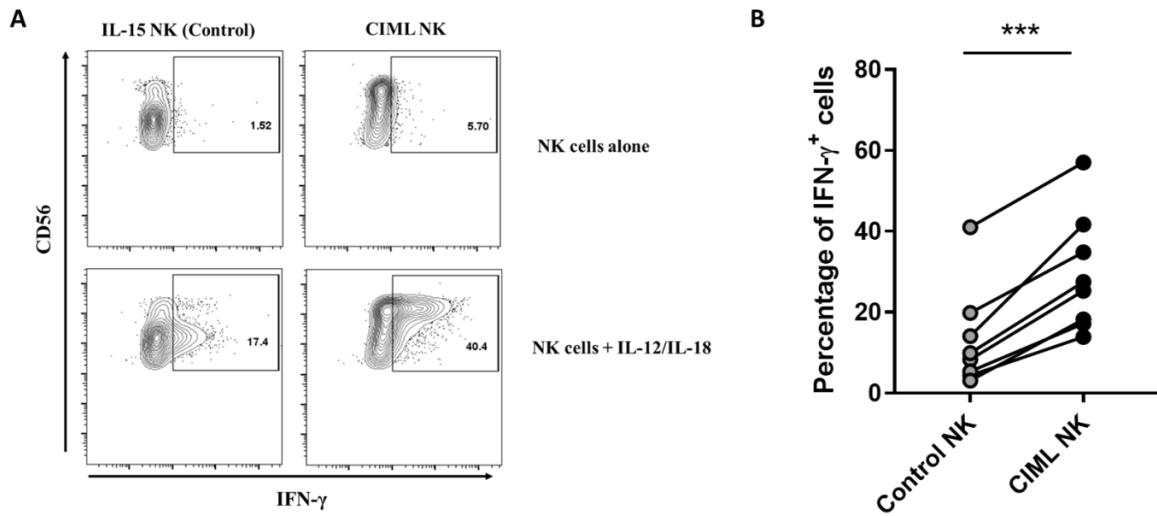 A
IL-15 NK (Control)
CIML NK
1.52
5.70
NK cells alone
CD56
17.4
40.4
NK cells + IL-12/IL-18
IFN-γ
B
***
Percentage of IFN-γ+ cells
80
60
40
20
0
Control NK
CIML NK